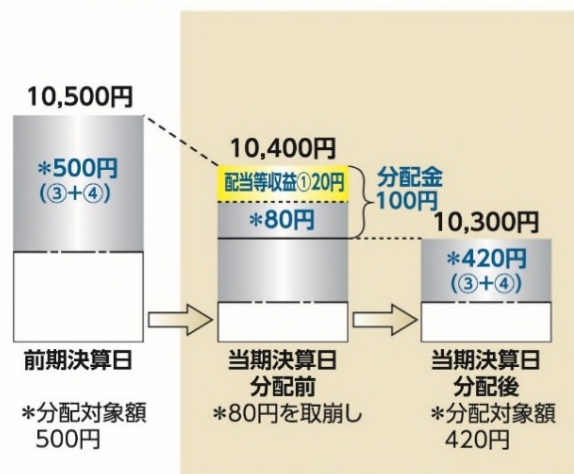 10,500円
*500円
(③+④)
前期決算日
*分配対象額
500円
10,400円
配当等収益①20円
*80円
分配金
100円
当期決算日
分配前
*80円を取崩し
10,300円
*420円
(③+④)
当期決算日
分配後
*分配対象額
420円